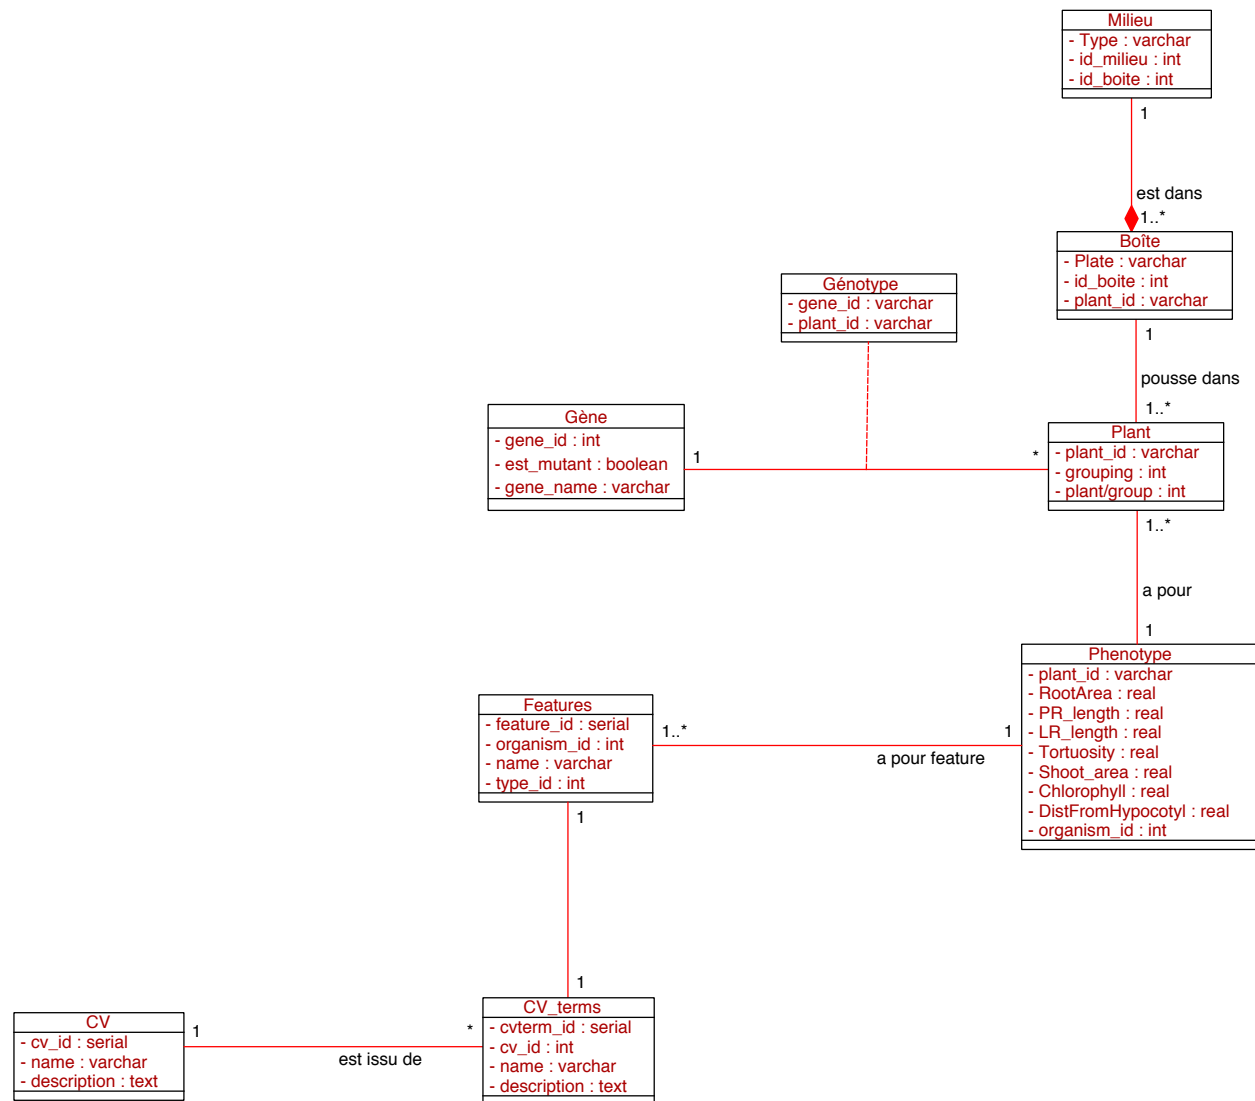 Milieu
- Type : varchar
- id_milieu : int
- id_boite : int
1
est dans
1..*
Boîte
- Plate : varchar
- id_boite : int
- plant_id : varchar
1
pousse dans
1..*
Génotype
- gene_id : varchar
- plant_id : varchar
Gène
- gene_id : int
- est_mutant : boolean
- gene_name : varchar
1
*
Plant
- plant_id : varchar
- grouping : int
- plant/group : int
1..*
a pour
1
Phenotype
- plant_id : varchar
- RootArea : real
- PR_length : real
- LR_length : real
- Tortuosity : real
- Shoot_area : real
- Chlorophyll : real
- DistFromHypocotyl : real
- organism_id : int
Features
- feature_id : serial
- organism_id : int
- name : varchar
- type_id : int
1..*
1
a pour feature
1
1
CV
- cv_id : serial
- name : varchar
- description : text
1
*
est issu de
CV_terms
- cvterm_id : serial
- cv_id : int
- name : varchar
- description : text